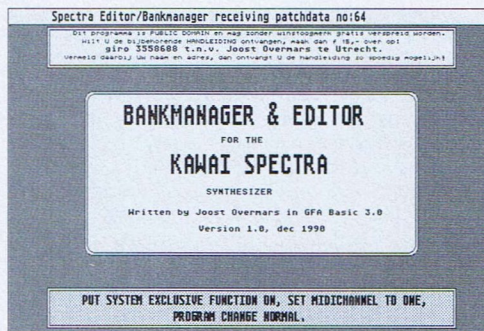 Spectra Editor/Bankmanager receiving patchdata no:64
Dit programma is PUBLIC DOMAIN en mag zonder winstoogmerk gratis verspreid worden.
Wilt U de bijbehorende HANDLEIDING ontvangen, maak dan f 15,- over op:
giro 3558688 t.n.v. Joost Overmars te Utrecht.
Vermeld daarbij Uw naam en adres, dan ontvangt U de handleiding zo spoedig mogelijk!
BANKMANAGER & EDITOR
FOR THE
KAWAI SPECTRA
SYNTHESIZER
Written by Joost Overmars in GFA Basic 3.0
Version 1.0, dec 1990
PUT SYSTEM EXCLUSIVE FUNCTION ON, SET MIDICHANNEL TO ONE,
PROGRAM CHANGE NORMAL.